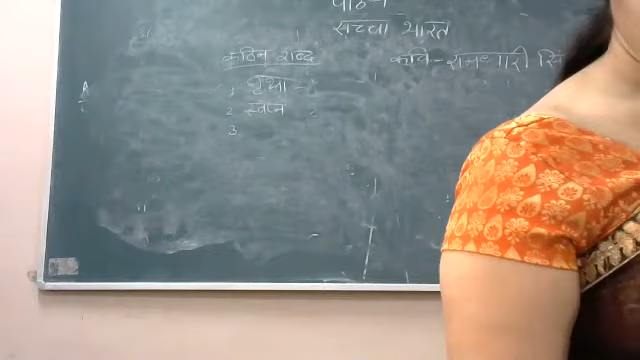 पाठ-
सच्चा भारत
कठिन शब्द
कवि-रामधारी सिं
1 वृथा -
2 स्वप्न
3